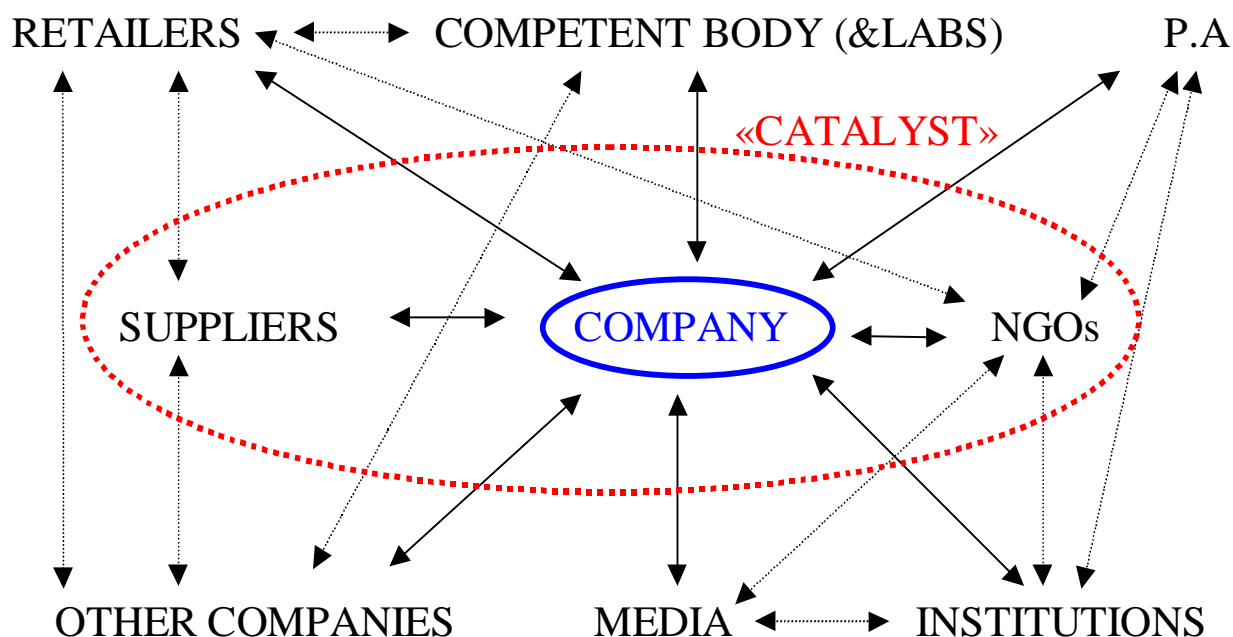 RETAILERS COMPETENT BODY (&LABS) P.A
«CATALYST»
SUPPLIERS COMPANY NGOs
OTHER COMPANIES MEDIA INSTITUTIONS